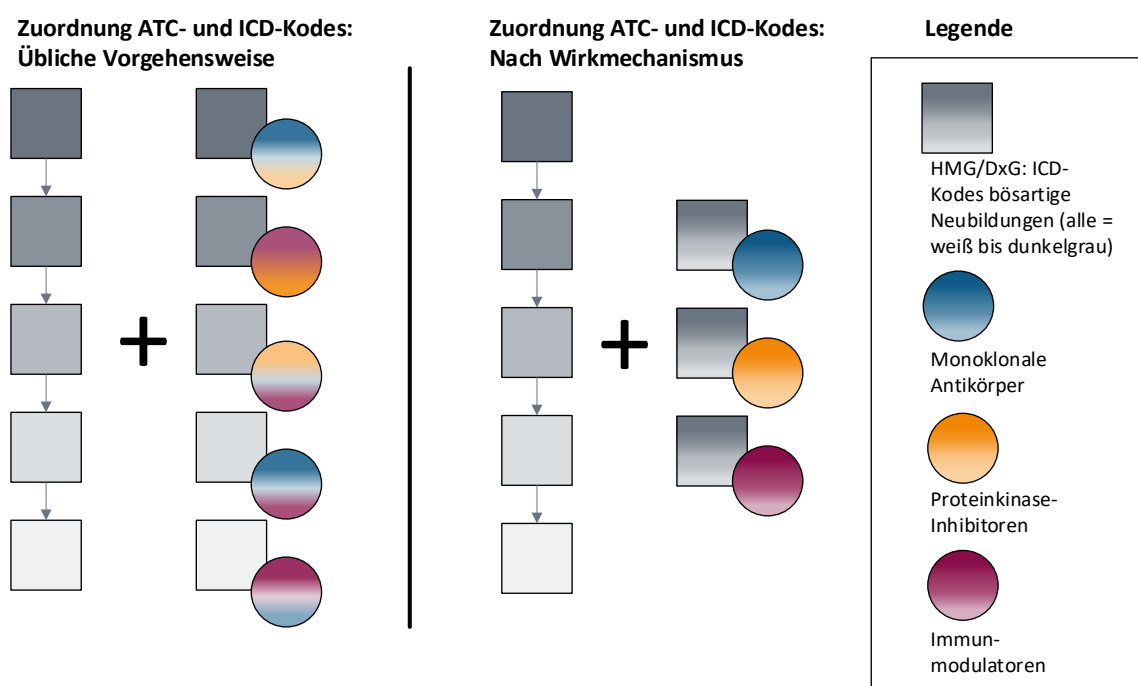 Zuordnung ATC- und ICD-Kodes:
Übliche Vorgehensweise
Zuordnung ATC- und ICD-Kodes:
Nach Wirkmechanismus
Legende
HMG/DxG: ICD-
Kodes bösartige
Neubildungen (alle =
weiß bis dunkelgrau)
Monoklonale
Antikörper
Proteinkinase-
Inhibitoren
Immun-
modulatoren